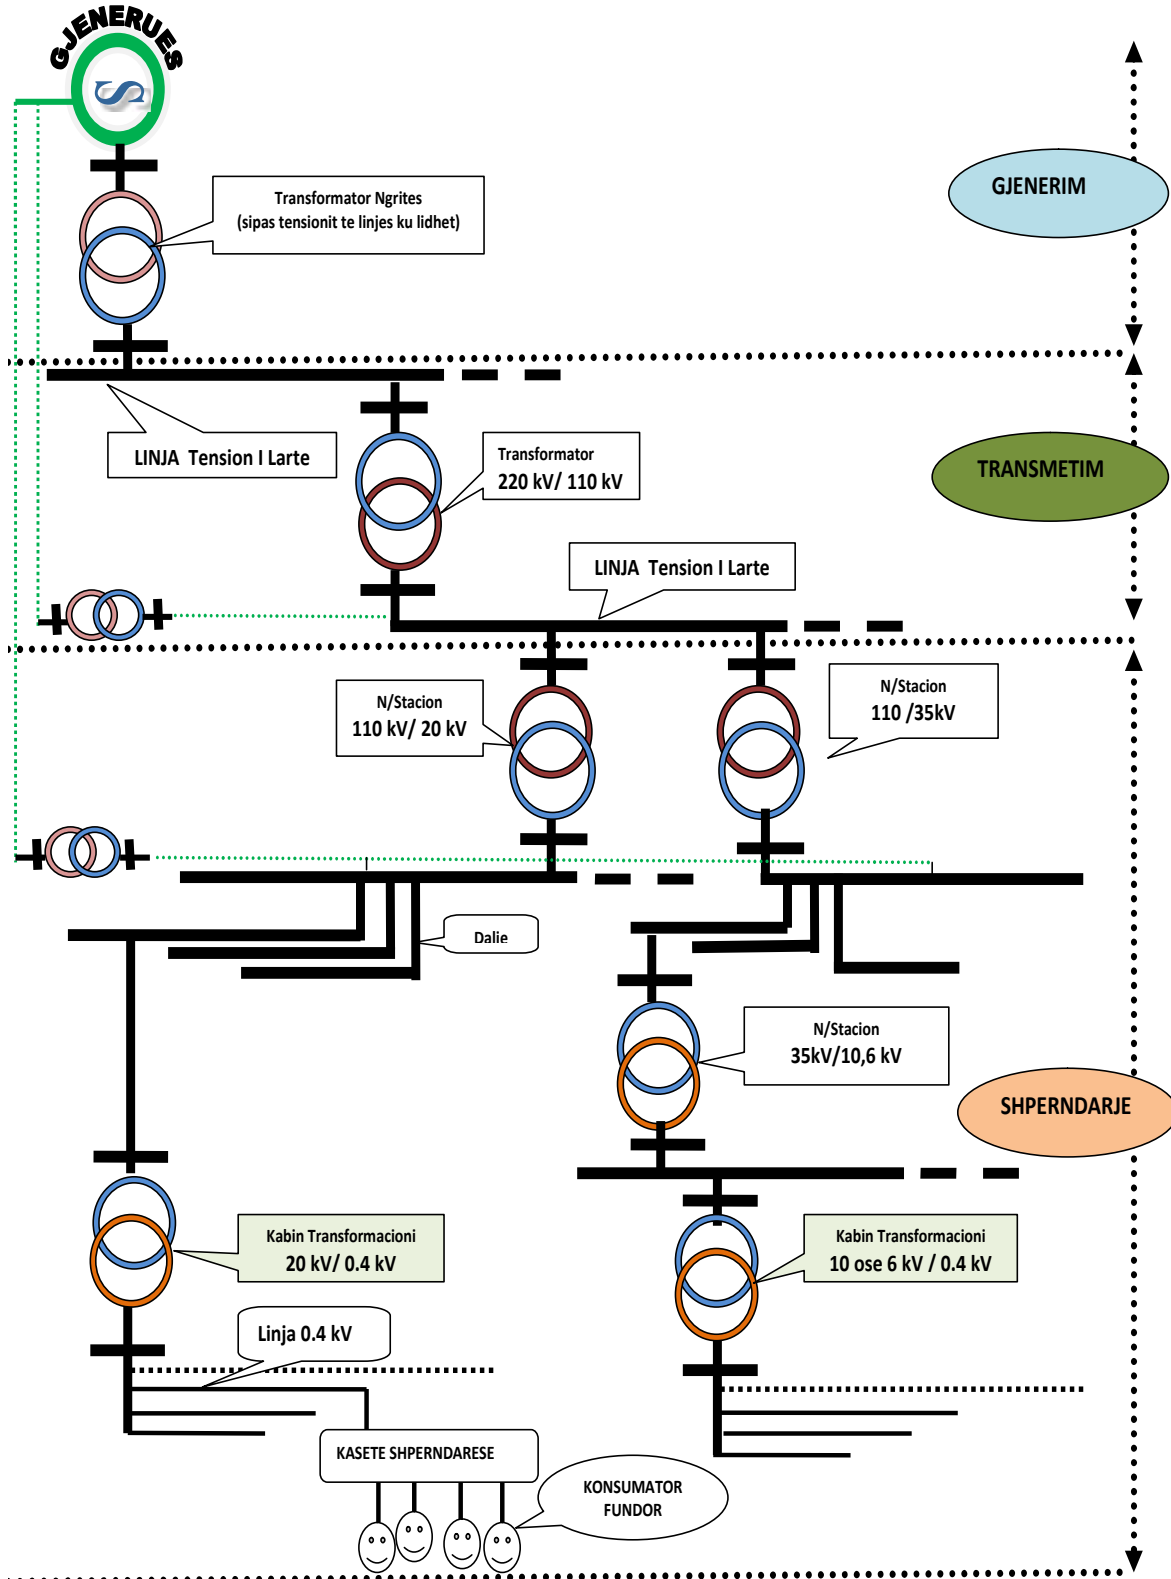 GJENERUES
S
Transformator Ngrites
(sipas tensionit te linjes ku lidhet)
GJENERIM
LINJA Tension I Larte
Transformator
220 kV/ 110 kV
TRANSMETIM
LINJA Tension I Larte
N/Stacion
110 kV/ 20 kV
N/Stacion
110 /35kV
Dalje
N/Stacion
35kV/10,6 kV
SHPERNDARJE
Kabin Transformacioni
20 kV/ 0.4 kV
Kabin Transformacioni
10 ose 6 kV / 0.4 kV
Linja 0.4 kV
KASETE SHPERNDARESE
KONSUMATOR
FUNDOR